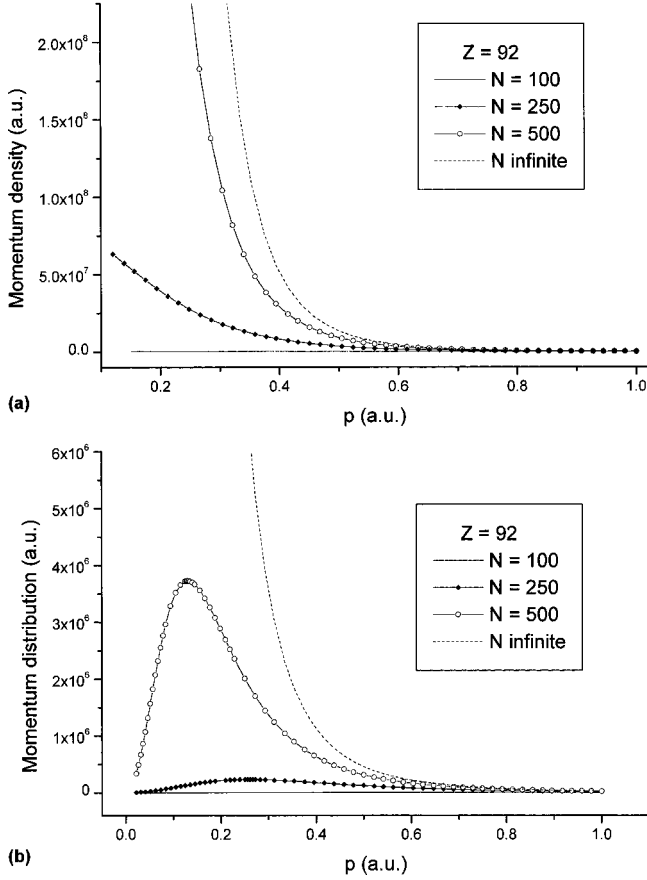 2.0x10⁸
1.5x10⁸
1.0x10⁸
5.0x10⁷
0.0
Momentum density (a.u.)
Z = 92
N = 100
N = 250
N = 500
N infinite
0.2 0.4 0.6 0.8 1.0
p (a.u.)
(a)
6x10⁶
5x10⁶
4x10⁶
3x10⁶
2x10⁶
1x10⁶
0
Momentum distribution (a.u.)
Z = 92
N = 100
N = 250
N = 500
N infinite
0.0 0.2 0.4 0.6 0.8 1.0
p (a.u.)
(b)